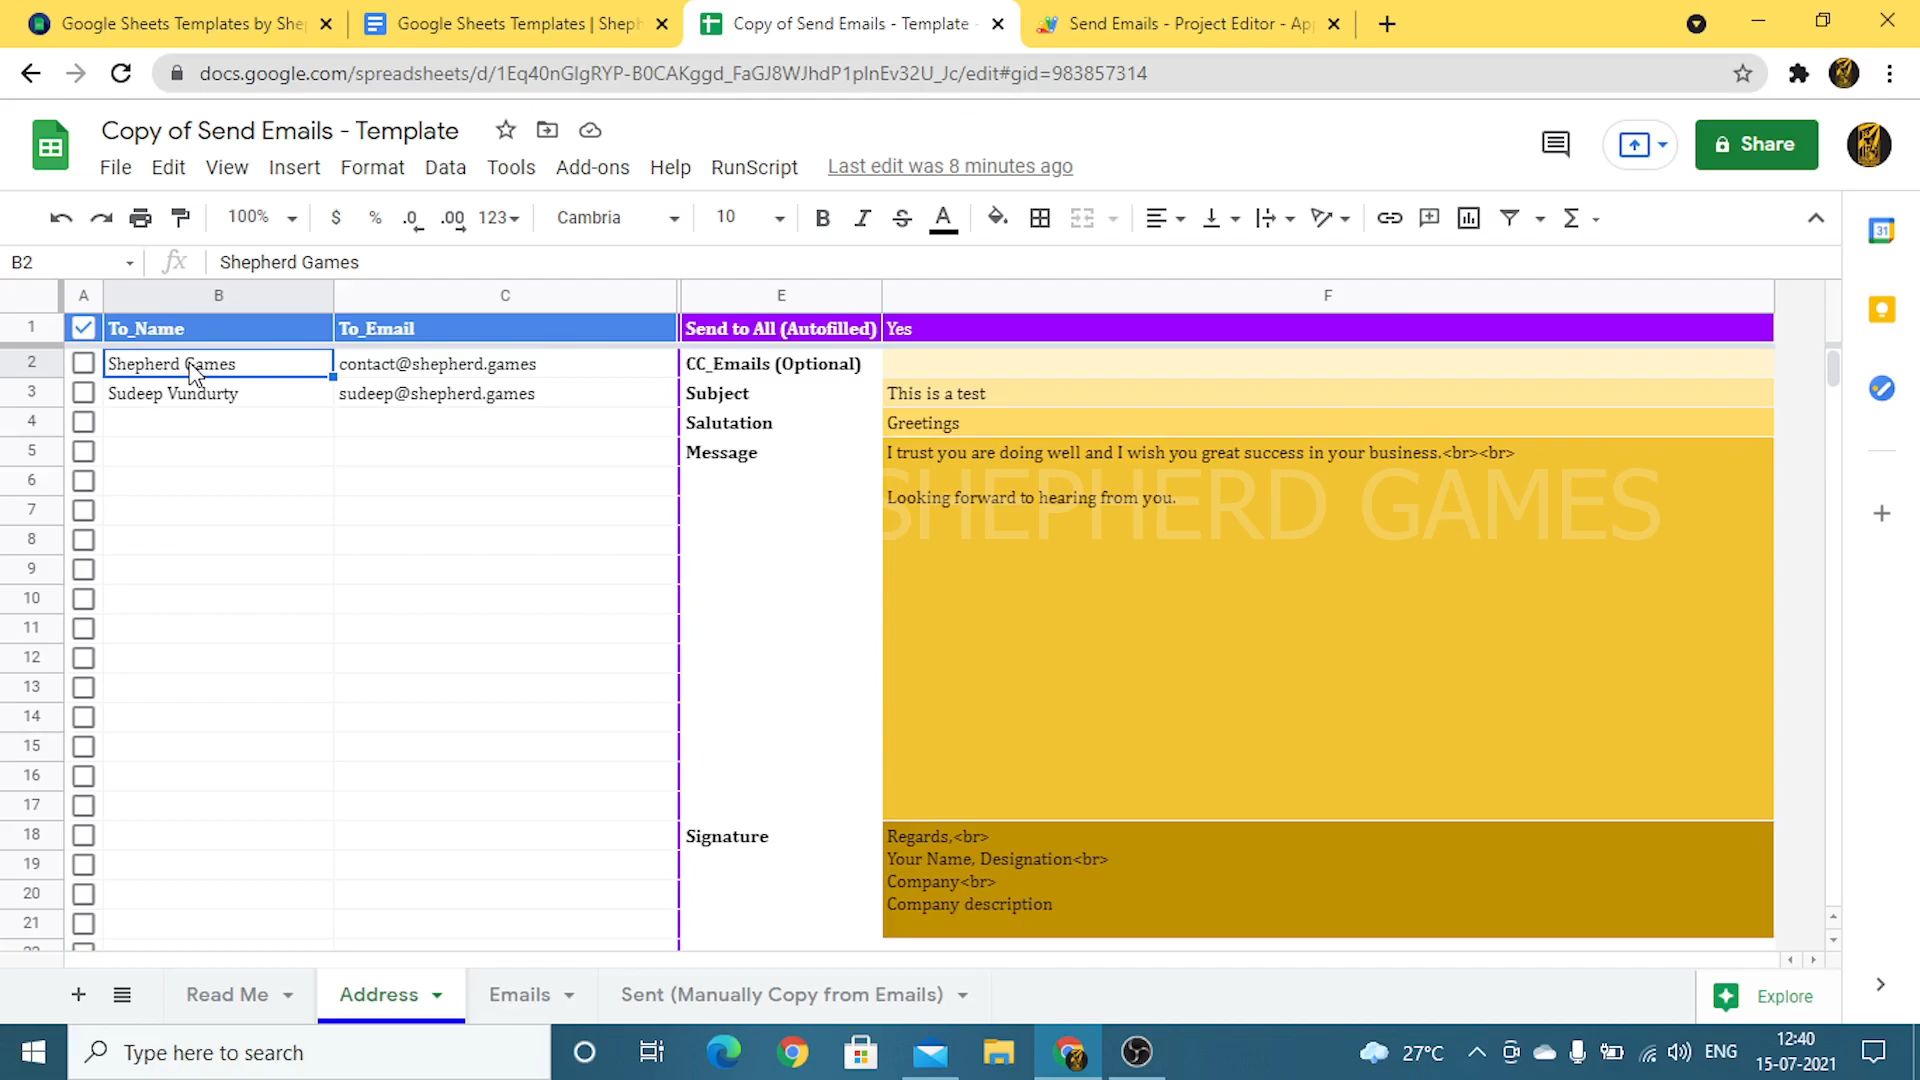 Google Sheets Templates by She
Google Sheets Templates | Sheph
Copy of Send Emails - Template -
Send Emails - Project Editor - Ap
docs.google.com/spreadsheets/d/1Eq40nGIgRYP-B0CAKggd_FaGJ8WJhdP1pInEv32U_Jc/edit#gid=983857314
Copy of Send Emails - Template
File Edit View Insert Format Data Tools Add-ons Help RunScript Last edit was 8 minutes ago
Share
100% $ % .0 .00 123 Cambria 10 B I S A
B2 fx Shepherd Games
A B C E F
1 To_Name To_Email Send to All (Autofilled) Yes
2 Shepherd Games contact@shepherd.games CC_Emails (Optional)
3 Sudeep Vundurty sudeep@shepherd.games Subject This is a test
4 Salutation Greetings
5 Message I trust you are doing well and I wish you great success in your business.<br><br>
6
Looking forward to hearing from you.
SHEPHERD GAMES
7
8
9
10
11
12
13
14
15
16
17
18 Signature Regards,<br>
19 Your Name, Designation<br>
20 Company<br>
Company description
21
Read Me Address Emails Sent (Manually Copy from Emails) Explore
Type here to search
27°C ENG 12:40
15-07-2021